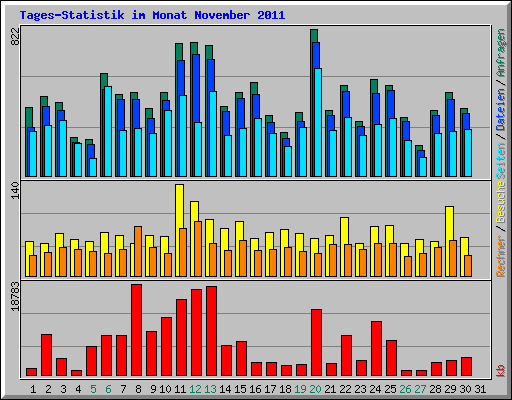 Tages-Statistik im Monat November 2011
822
140
18783
Rechner / Besuche Seiten / Dateien / Anfragen
kb
1 2 3 4 5 6 7 8 9 10 11 12 13 14 15 16 17 18 19 20 21 22 23 24 25 26 27 28 29 30 31